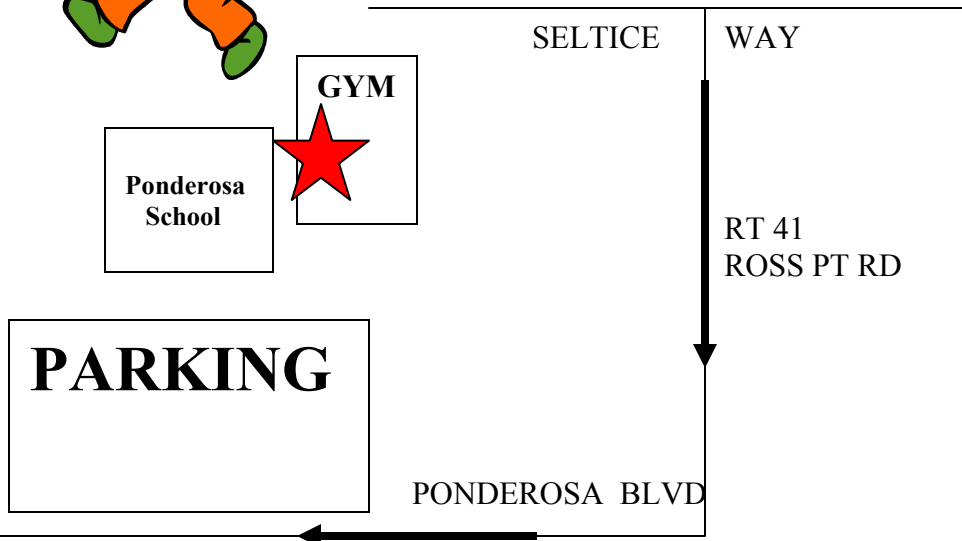 SELTICE WAY
GYM
Ponderosa
School
RT 41
ROSS PT RD
PARKING
PONDEROSA BLVD